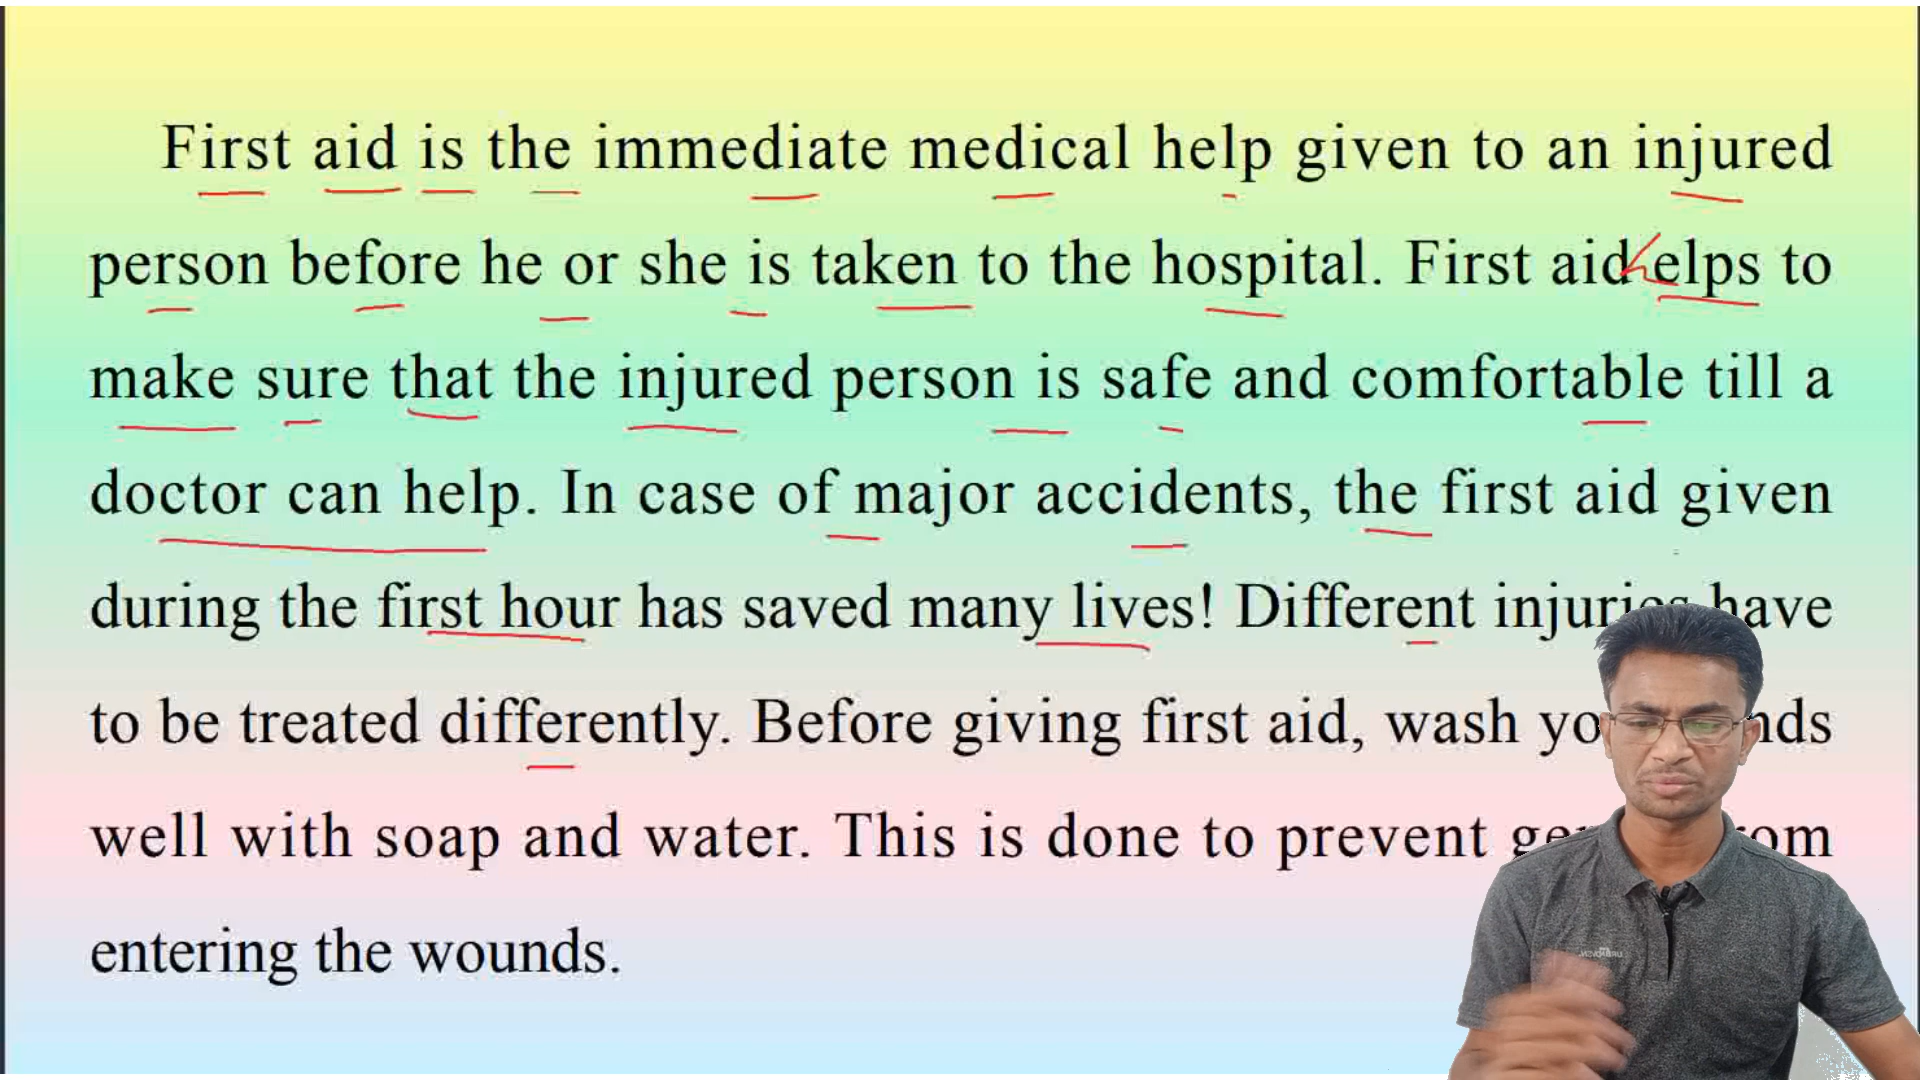 First aid is the immediate medical help given to an injured
person before he or she is taken to the hospital. First aid helps to
make sure that the injured person is safe and comfortable till a
doctor can help. In case of major accidents, the first aid given
during the first hour has saved many lives! Different injuries have
to be treated differently. Before giving first aid, wash
well with soap and water. This is done to prevent
entering the wounds.